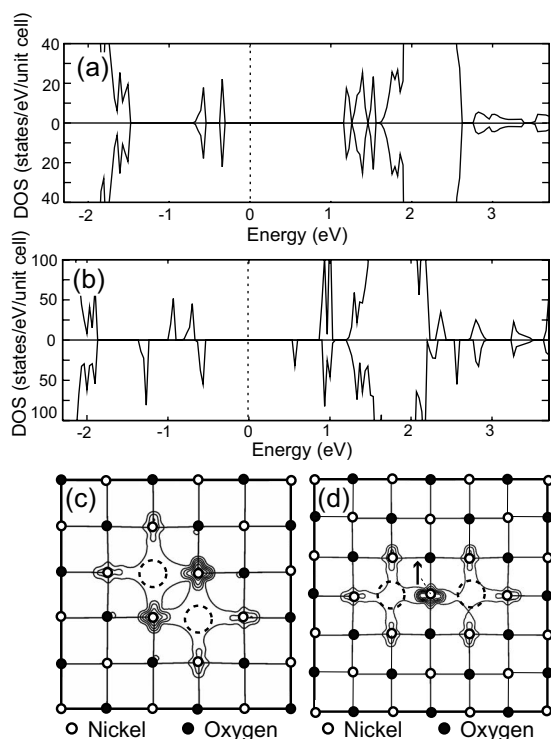 (a)
DOS (states/eV/unit cell)
40
20
0
20
40
-2 -1 0 1 2 3
Energy (eV)
(b)
DOS (states/eV/unit cell)
100
50
0
50
100
-2 -1 0 1 2 3
Energy (eV)
(c)
(d)
Nickel Oxygen
Nickel Oxygen